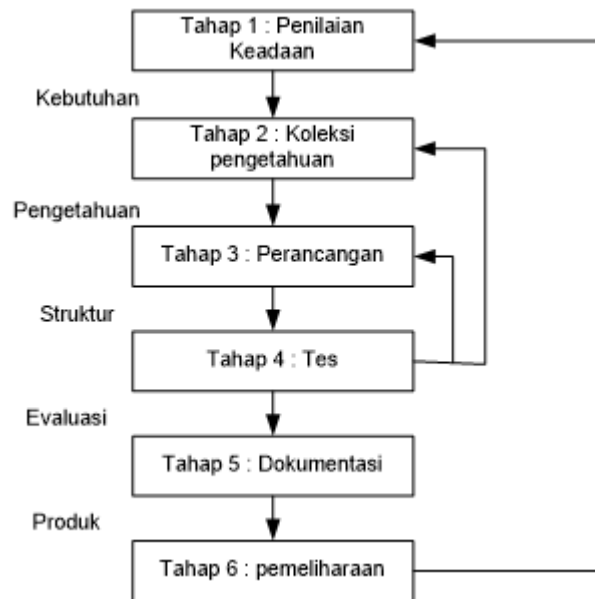 Tahap 1 : Penilaian
Keadaan
Kebutuhan
Tahap 2 : Koleksi
pengetahuan
Pengetahuan
Tahap 3 : Perancangan
Struktur
Tahap 4 : Tes
Evaluasi
Tahap 5 : Dokumentasi
Produk
Tahap 6 : pemeliharaan